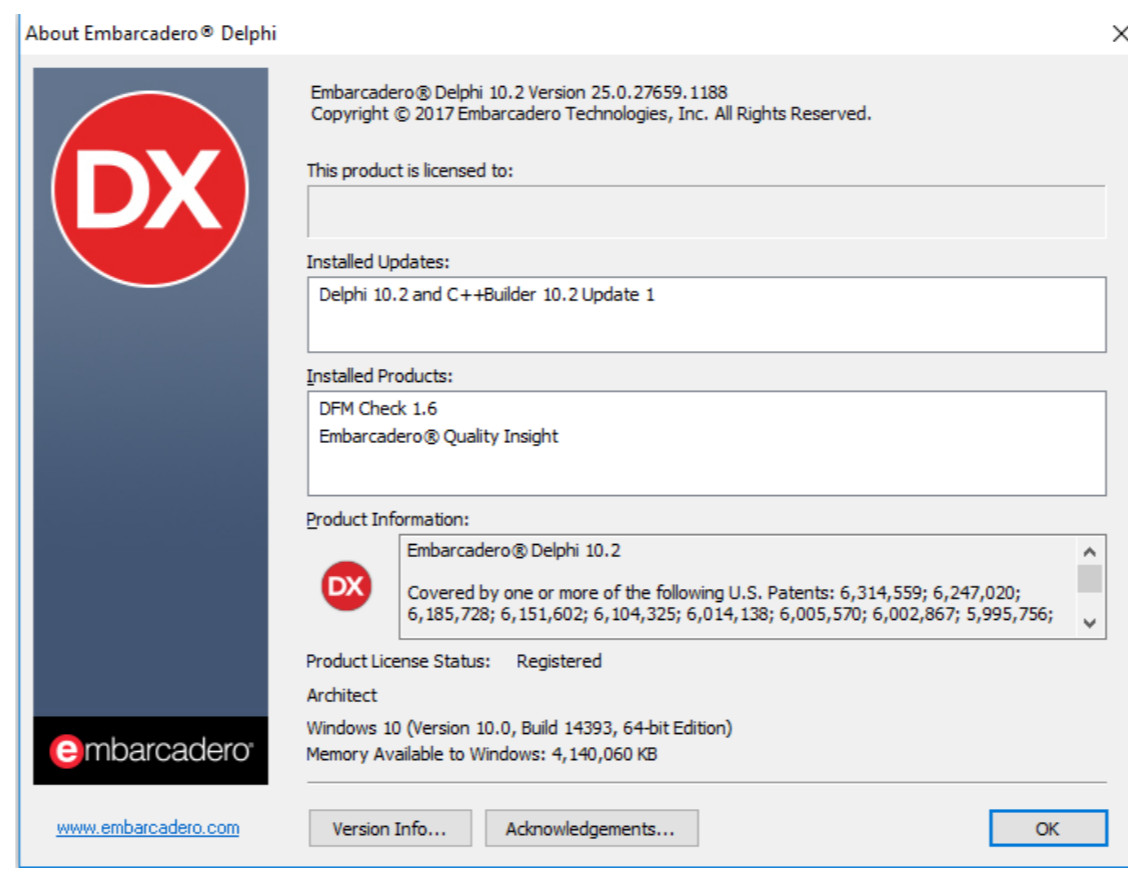 About Embarcadero® Delphi
DX
Embarcadero® Delphi 10.2 Version 25.0.27659.1188
Copyright © 2017 Embarcadero Technologies, Inc. All Rights Reserved.
This product is licensed to:
Installed Updates:
Delphi 10.2 and C++Builder 10.2 Update 1
Installed Products:
DFM Check 1.6
Embarcadero® Quality Insight
Product Information:
DX
Embarcadero® Delphi 10.2
Covered by one or more of the following U.S. Patents: 6,314,559; 6,247,020;
6,185,728; 6,151,602; 6,104,325; 6,014,138; 6,005,570; 6,002,867; 5,995,756;
Product License Status: Registered
Architect
Windows 10 (Version 10.0, Build 14393, 64-bit Edition)
Memory Available to Windows: 4,140,060 KB
embarcadero®
www.embarcadero.com
Version Info...
Acknowledgements...
OK